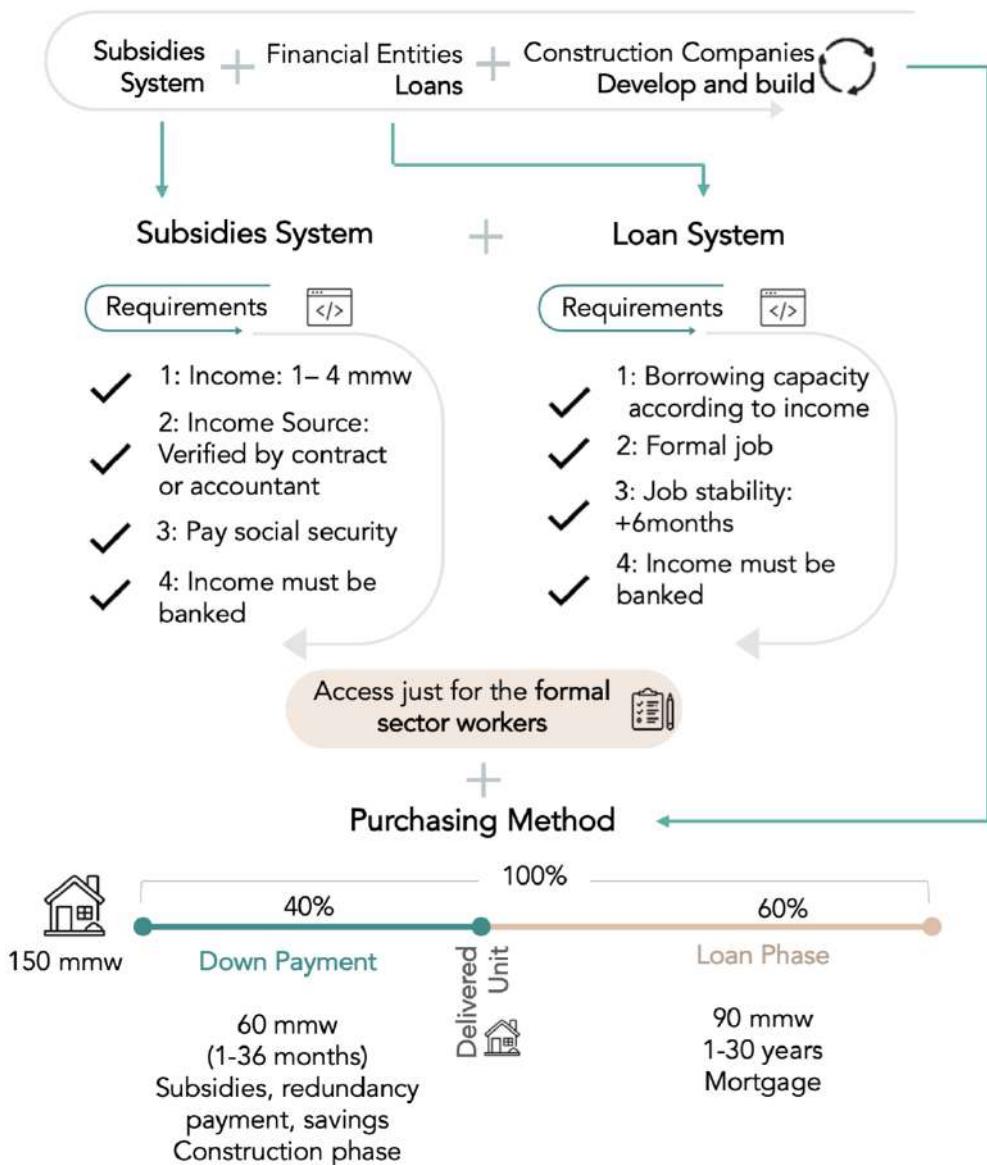 Subsidies
System
Financial Entities
Loans
Construction Companies
Develop and build
Subsidies System
+
Loan System
Requirements
</>
1: Income: 1– 4 mmw
2: Income Source:
Verified by contract
or accountant
3: Pay social security
4: Income must be
banked
Requirements
</>
1: Borrowing capacity
according to income
2: Formal job
3: Job stability:
+6months
4: Income must be
banked
Access just for the formal
sector workers
+
Purchasing Method
100%
40%
60%
150 mmw
Down Payment
Delivered
Unit
Loan Phase
60 mmw
(1-36 months)
Subsidies, redundancy
payment, savings
Construction phase
90 mmw
1-30 years
Mortgage